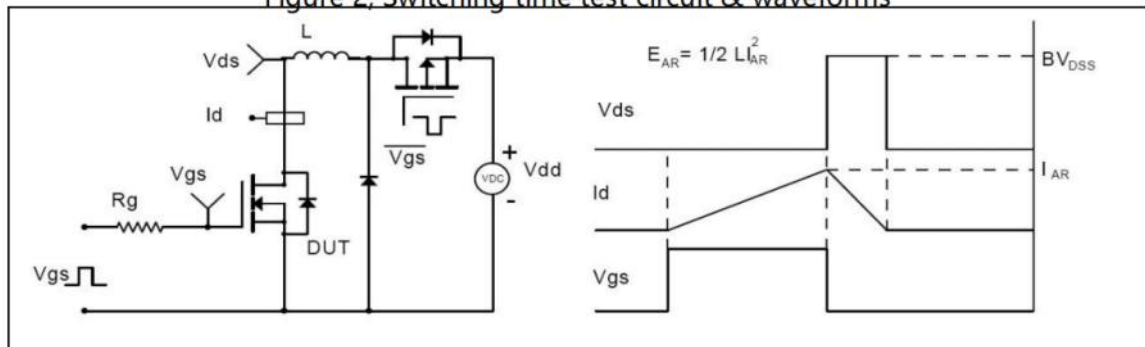 Figure 2, Switching time test circuit & waveforms
L
Vds
Id
Vgs
Rg
Vgs
DUT
Vgs
VDC
+
-
Vdd
E_AR = 1/2 LI²_AR
Vds
BV_DSS
Id
I_AR
Vgs